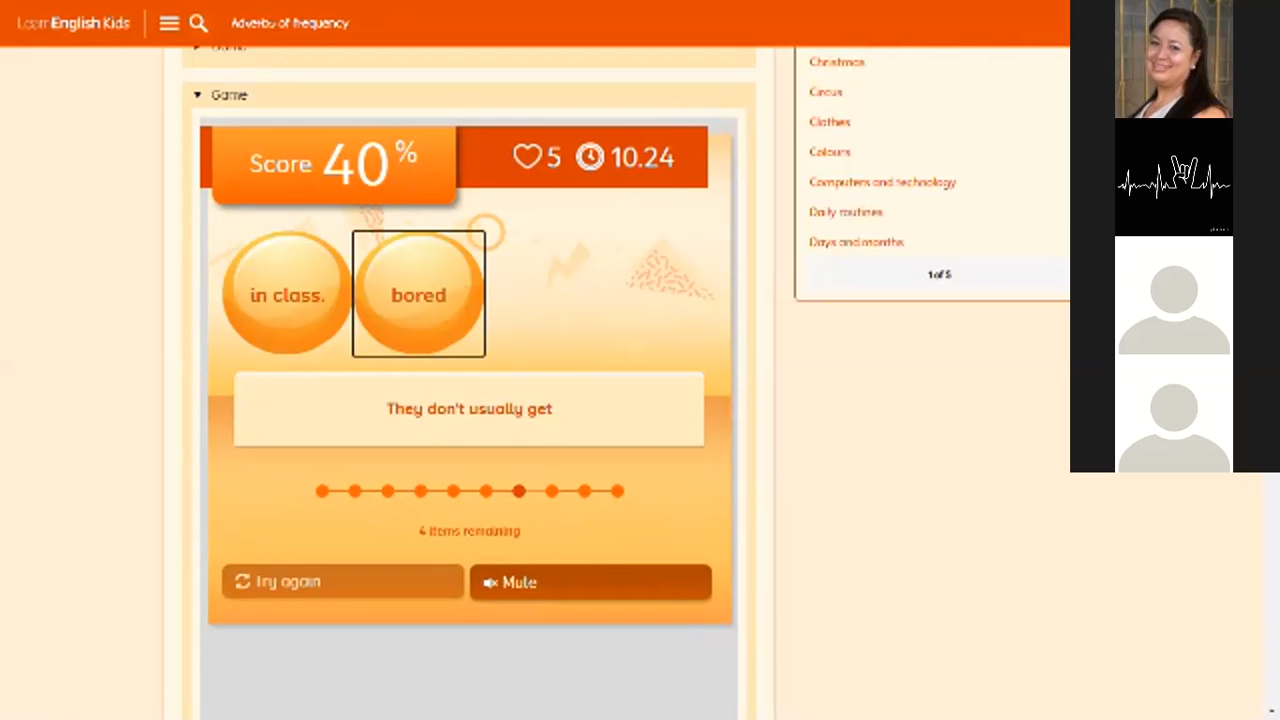 LearnEnglish Kids
Adverbs of frequency
Game
Game
Score 40%
5
10.24
in class.
bored
They don't usually get
4 items remaining
Try again
Mute
Christmas
Circus
Clothes
Colours
Computers and technology
Daily routines
Days and months
1 of 5